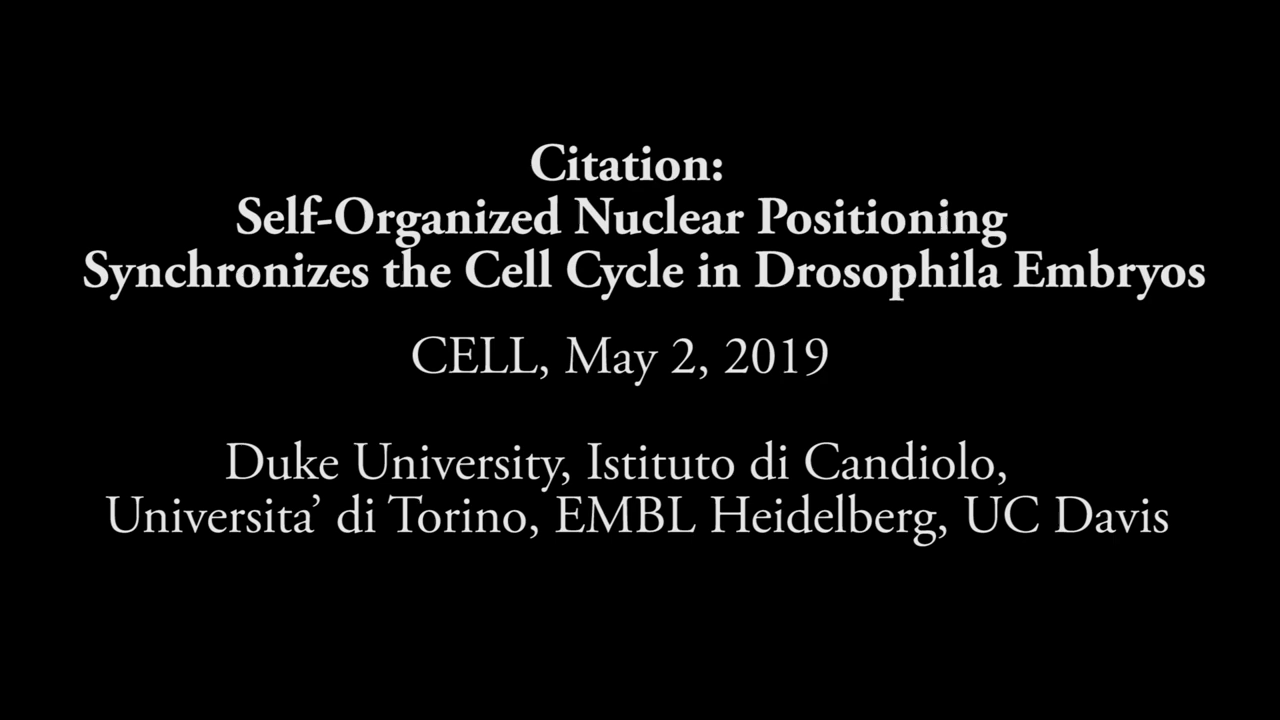 Citation:
Self-Organized Nuclear Positioning
Synchronizes the Cell Cycle in Drosophila Embryos
CELL, May 2, 2019
Duke University, Istituto di Candiolo,
Universita’ di Torino, EMBL Heidelberg, UC Davis